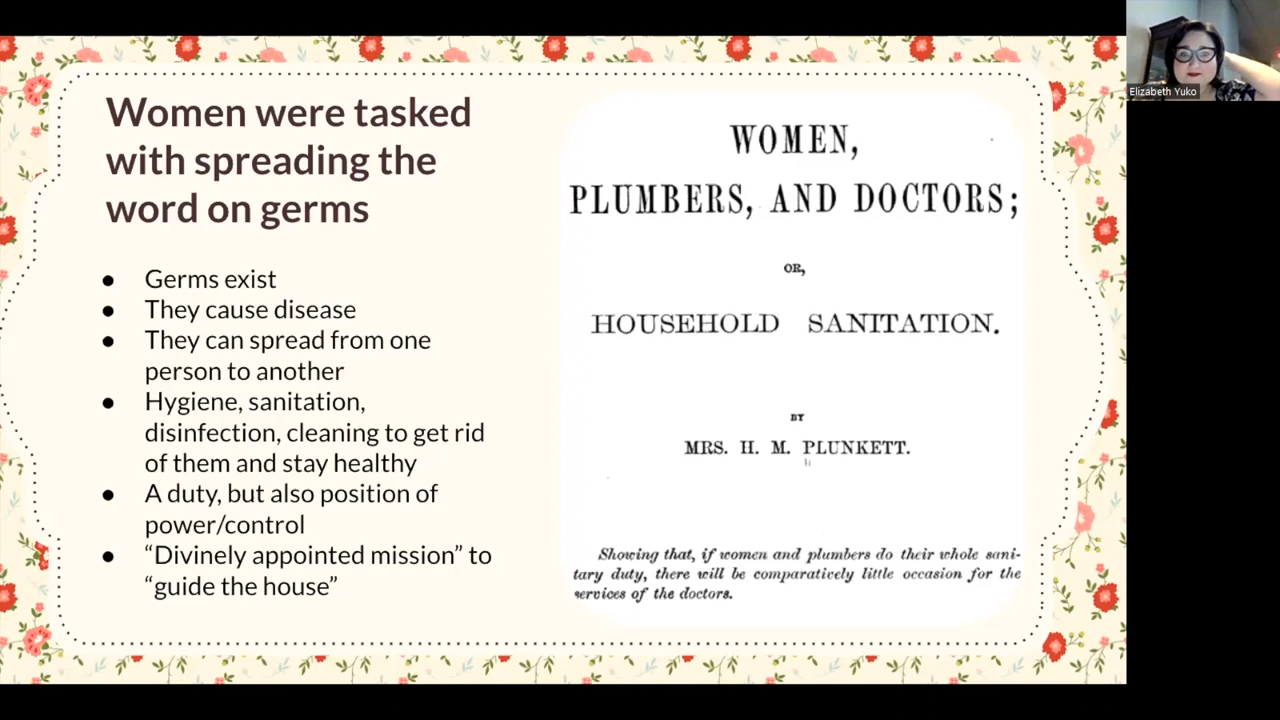 Women were tasked
with spreading the
word on germs
● Germs exist
● They cause disease
● They can spread from one
person to another
● Hygiene, sanitation,
disinfection, cleaning to get rid
of them and stay healthy
● A duty, but also position of
power/control
● “Divinely appointed mission” to
“guide the house”
WOMEN,
PLUMBERS, AND DOCTORS;
OR,
HOUSEHOLD SANITATION.
BY
MRS. H. M. PLUNKETT.
Showing that, if women and plumbers do their whole sani-
tary duty, there will be comparatively little occasion for the
services of the doctors.
Elizabeth Yuko